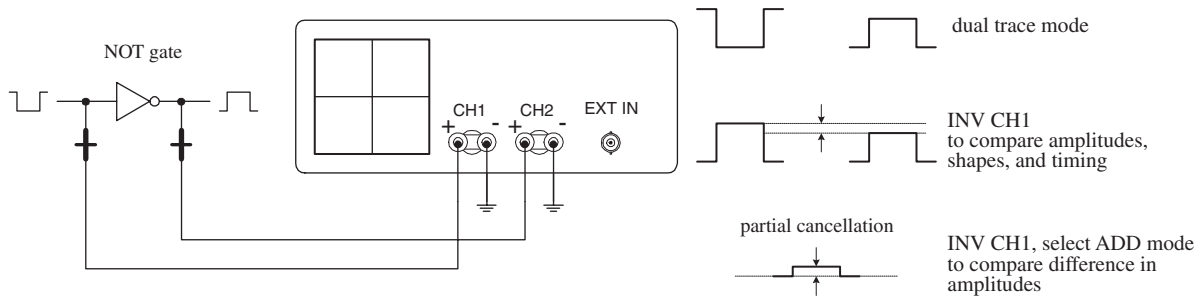 NOT gate
CH1
CH2
EXT IN
+ - + -
dual trace mode
INV CH1
to compare amplitudes,
shapes, and timing
partial cancellation
INV CH1, select ADD mode
to compare difference in
amplitudes